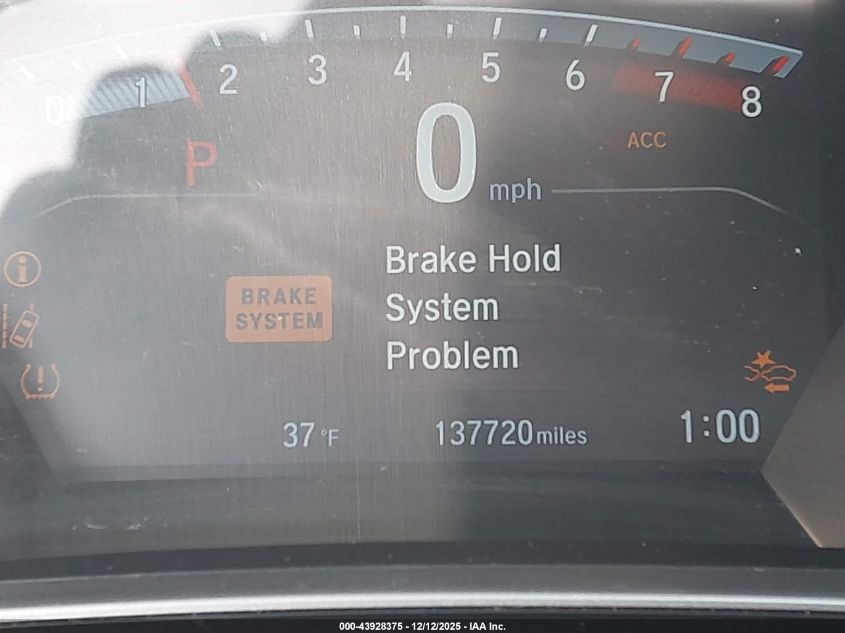 0 1 2 3 4 5 6 7 8
P
0 mph
ACC
Brake Hold
BRAKE
SYSTEM
System
Problem
37 °F
137720 miles
1:00
000-43928375 - 12/12/2025 - IAA Inc.